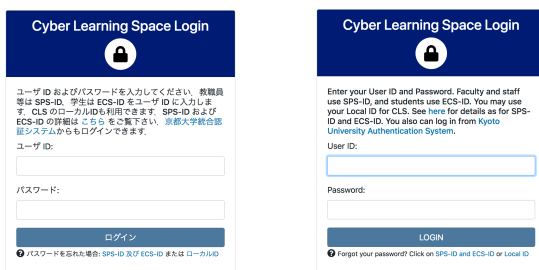 Cyber Learning Space Login
ユーザ ID およびパスワードを入力してください．教職員
等は SPS-ID，学生は ECS-ID をユーザ ID に入力しま
す．CLS のローカルIDも利用できます．SPS-ID および
ECS-ID の詳細は こちら をご覧下さい．京都大学統合認
証システムからもログインできます．
ユーザ ID:
パスワード:
ログイン
パスワードを忘れた場合: SPS-ID 及び ECS-ID または ローカルID
Cyber Learning Space Login
Enter your User ID and Password. Faculty and staff
use SPS-ID, and students use ECS-ID. You may use
your Local ID for CLS. See here for details as for SPS-
ID and ECS-ID. You also can log in from Kyoto
University Authentication System.
User ID:
Password:
LOGIN
Forgot your password? Click on SPS-ID and ECS-ID or Local ID